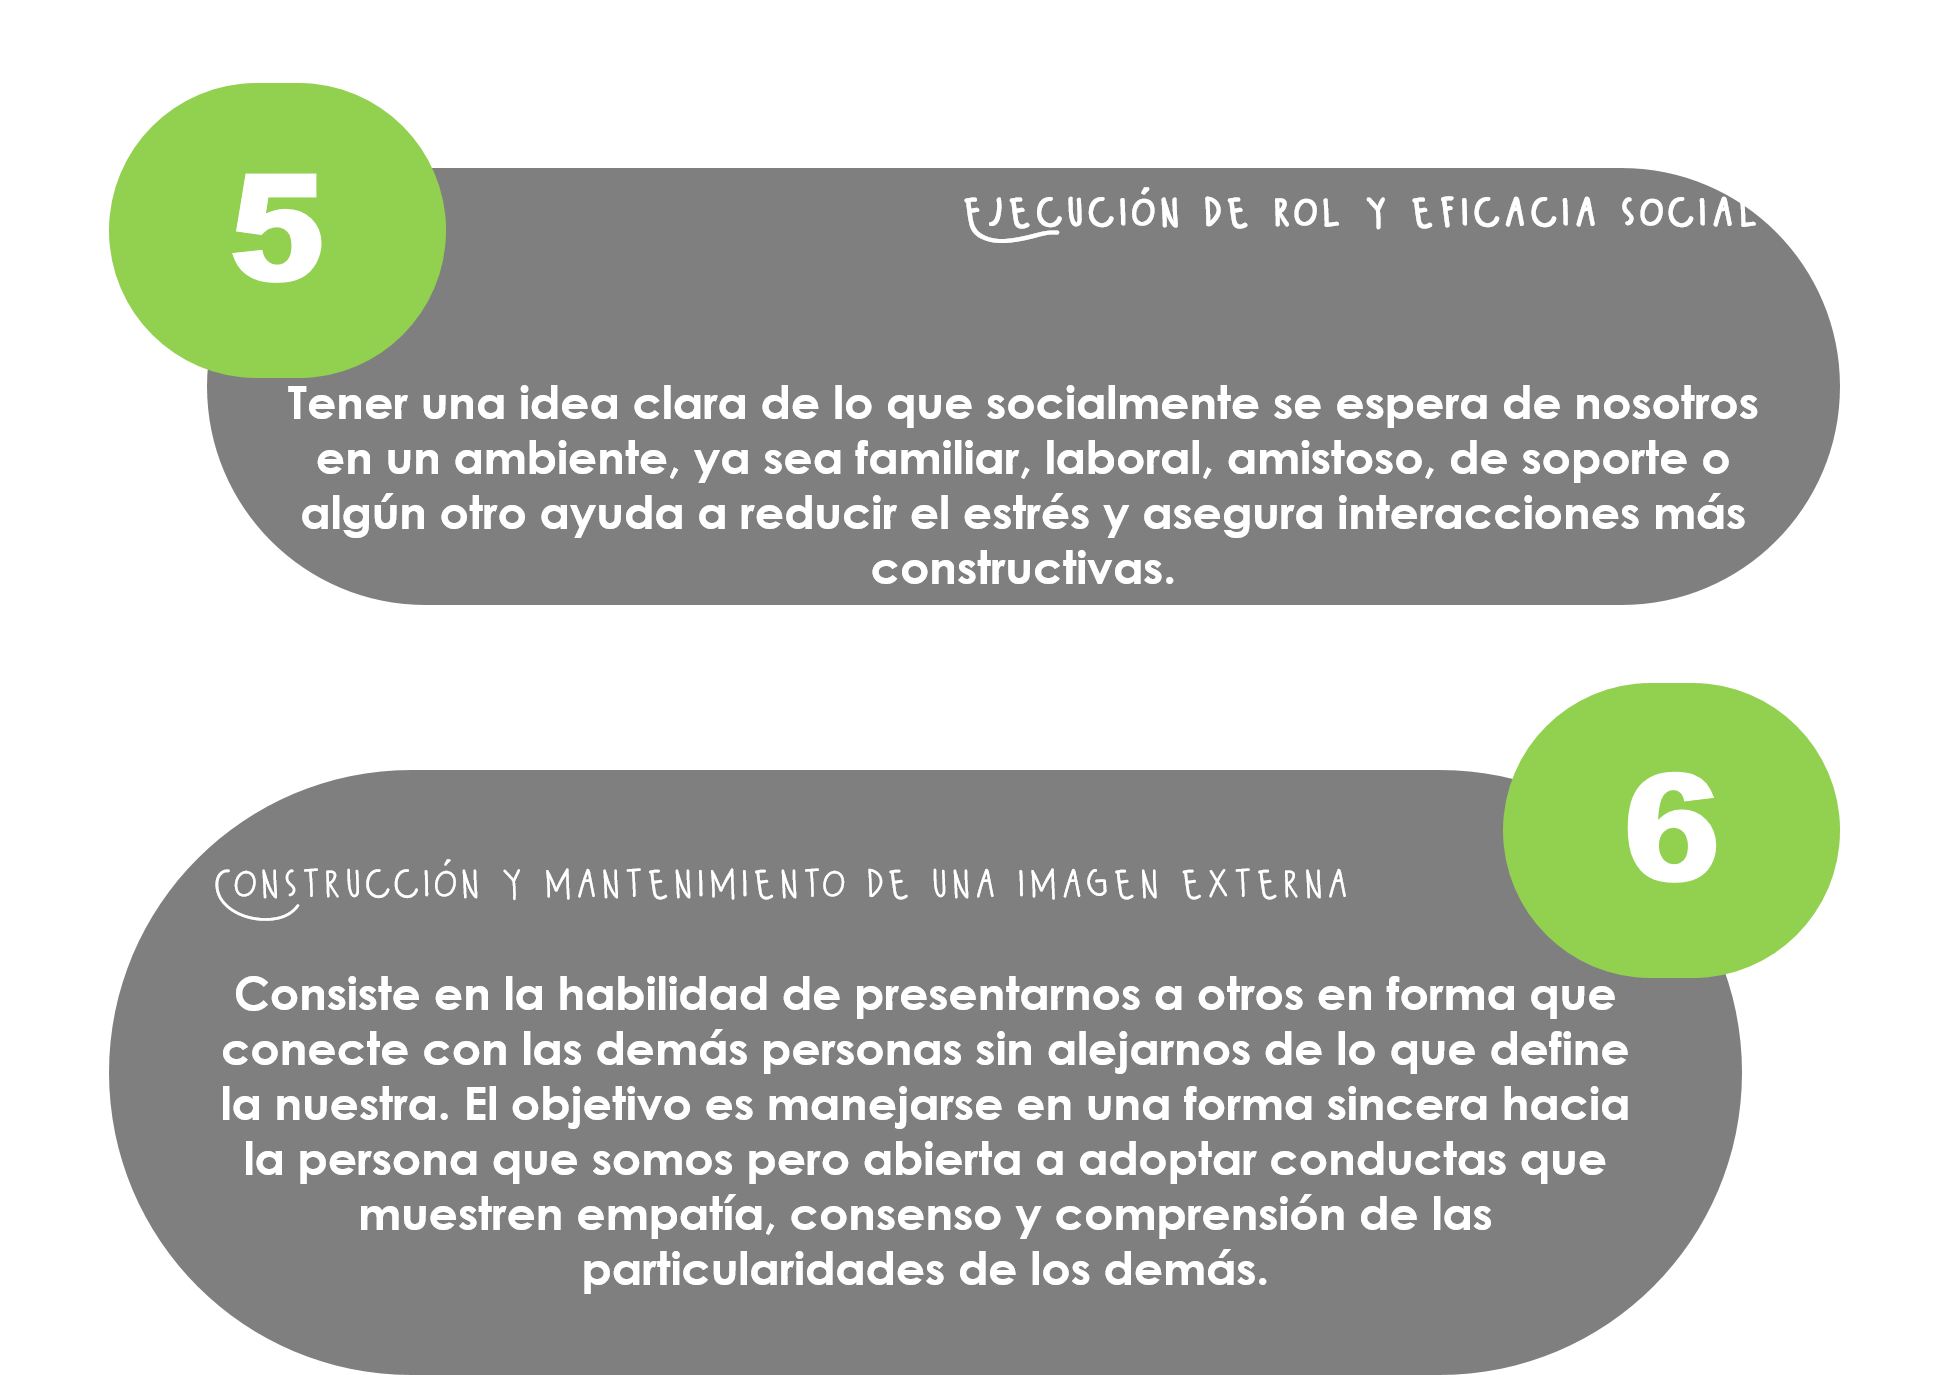 5
EJECUCIÓN DE ROL Y EFICACIA SOCIAL
Tener una idea clara de lo que socialmente se espera de nosotros
en un ambiente, ya sea familiar, laboral, amistoso, de soporte o
algún otro ayuda a reducir el estrés y asegura interacciones más
constructivas.
6
CONSTRUCCIÓN Y MANTENIMIENTO DE UNA IMAGEN EXTERNA
Consiste en la habilidad de presentarnos a otros en forma que
conecte con las demás personas sin alejarnos de lo que define
la nuestra. El objetivo es manejarse en una forma sincera hacia
la persona que somos pero abierta a adoptar conductas que
muestren empatía, consenso y comprensión de las
particularidades de los demás.